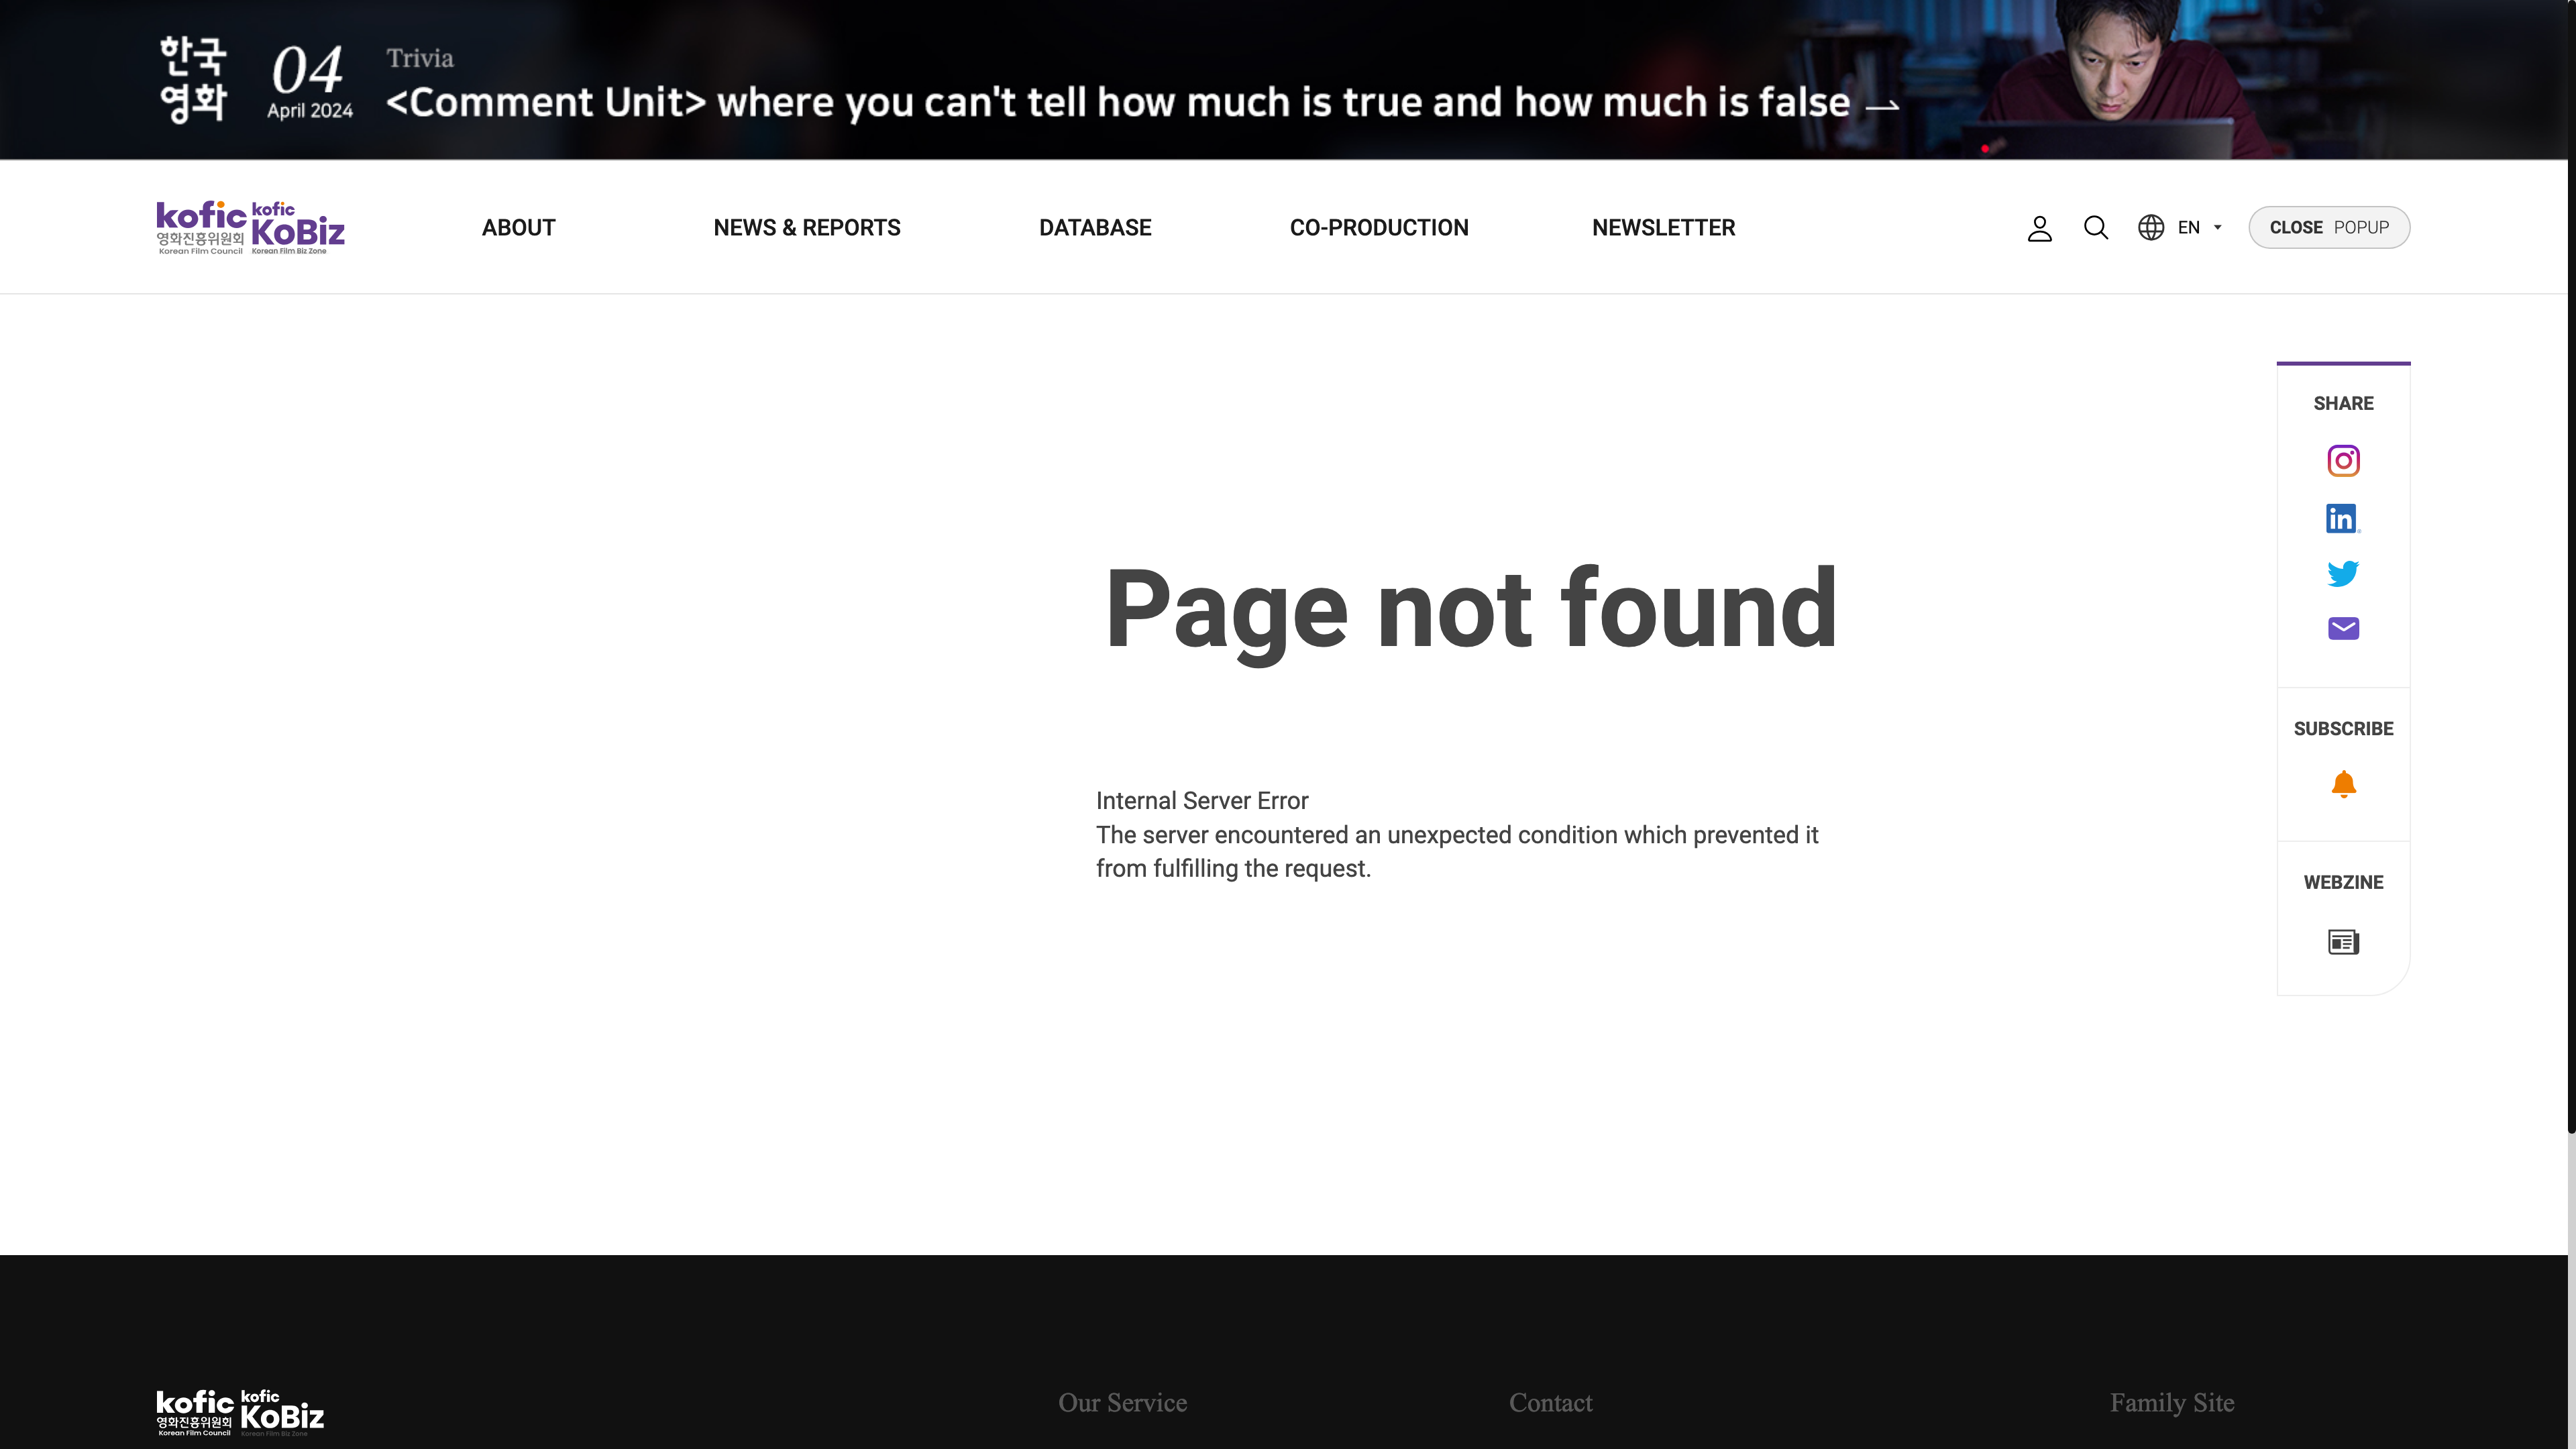 한국
영화
04
April 2024
Trivia
<Comment Unit> where you can't tell how much is true and how much is false
kofic
영화진흥위원회
Korean Film Council
kofic
KoBiz
Korean Film Biz Zone
ABOUT
NEWS & REPORTS
DATABASE
CO-PRODUCTION
NEWSLETTER
EN
CLOSE POPUP
SHARE
in
SUBSCRIBE
WEBZINE
Page not found
Internal Server Error
The server encountered an unexpected condition which prevented it
from fulfilling the request.
kofic
영화진흥위원회
Korean Film Council
kofic
KoBiz
Korean Film Biz Zone
Our Service
Contact
Family Site